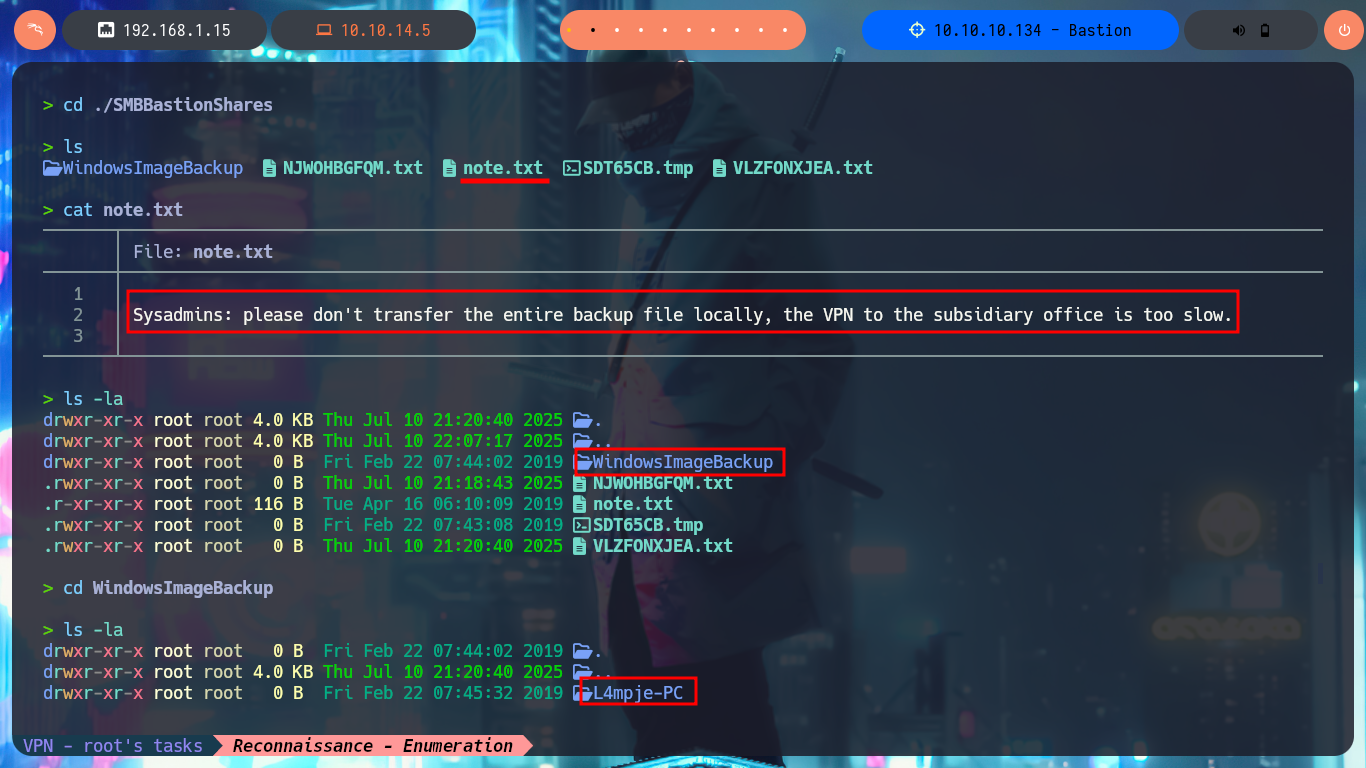 192.168.1.15 10.10.14.5 10.10.10.134 - Bastion
> cd ./SMBBastionShares
> ls
WindowsImageBackup NJWOHBGFQM.txt note.txt SDT65CB.tmp VLZFONXJEA.txt
> cat note.txt
File: note.txt
1
2 Sysadmins: please don't transfer the entire backup file locally, the VPN to the subsidiary office is too slow.
3
> ls -la
drwxr-xr-x root root 4.0 KB Thu Jul 10 21:20:40 2025 .
drwxr-xr-x root root 4.0 KB Thu Jul 10 22:07:17 2025 ..
drwxr-xr-x root root 0 B Fri Feb 22 07:44:02 2019 WindowsImageBackup
.rwxr-xr-x root root 0 B Thu Jul 10 21:18:43 2025 NJWOHBGFQM.txt
.r-xr-xr-x root root 116 B Tue Apr 16 06:10:09 2019 note.txt
.rwxr-xr-x root root 0 B Fri Feb 22 07:43:08 2019 SDT65CB.tmp
.rwxr-xr-x root root 0 B Thu Jul 10 21:20:40 2025 VLZFONXJEA.txt
> cd WindowsImageBackup
> ls -la
drwxr-xr-x root root 0 B Fri Feb 22 07:44:02 2019 .
drwxr-xr-x root root 4.0 KB Thu Jul 10 21:20:40 2025 ..
drwxr-xr-x root root 0 B Fri Feb 22 07:45:32 2019 L4mpje-PC
VPN - root's tasks Reconnaissance - Enumeration